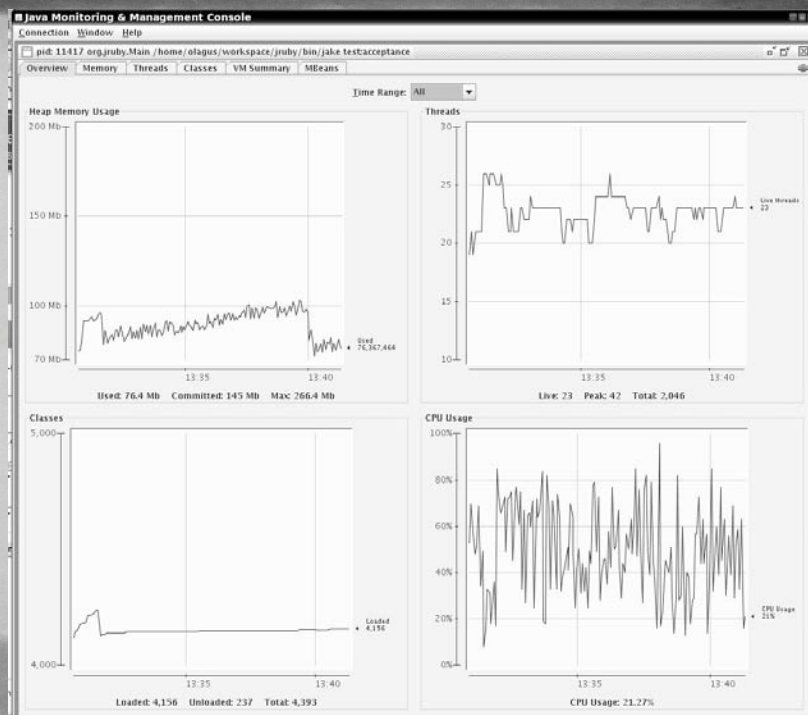 Java Monitoring & Management Console
Connection Window Help
pid: 11417 org.jruby.Main /home/olagus/workspace/jruby/bin/jake test:acceptance
Overview Memory Threads Classes VM Summary MBeans
Time Range: All
Heap Memory Usage
200 Mb
150 Mb
100 Mb
70 Mb
13:35 13:40
Used
76,367,464
Used: 76.4 Mb Committed: 145 Mb Max: 266.4 Mb
Threads
30
25
20
15
10
13:35 13:40
Live threads
23
Live: 23 Peak: 42 Total: 2,046
Classes
5,000
4,000
13:35 13:40
Loaded
4,156
Loaded: 4,156 Unloaded: 237 Total: 4,393
CPU Usage
100%
80%
60%
40%
20%
0%
13:35 13:40
CPU Usage
21%
CPU Usage: 21.27%